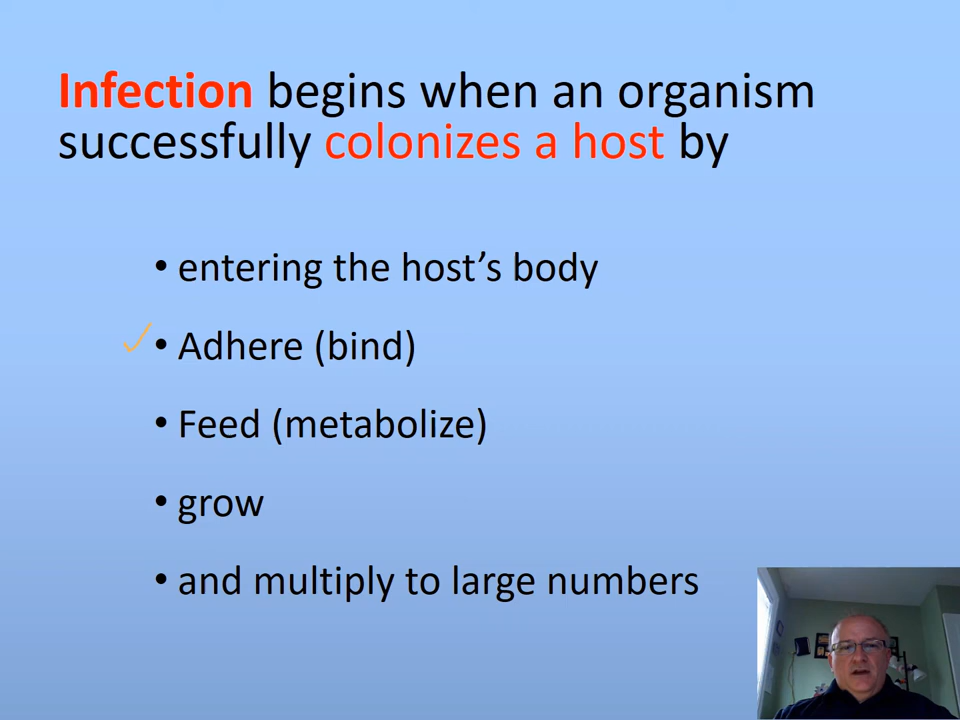 Infection begins when an organism
successfully colonizes a host by
• entering the host’s body
✓• Adhere (bind)
• Feed (metabolize)
• grow
• and multiply to large numbers